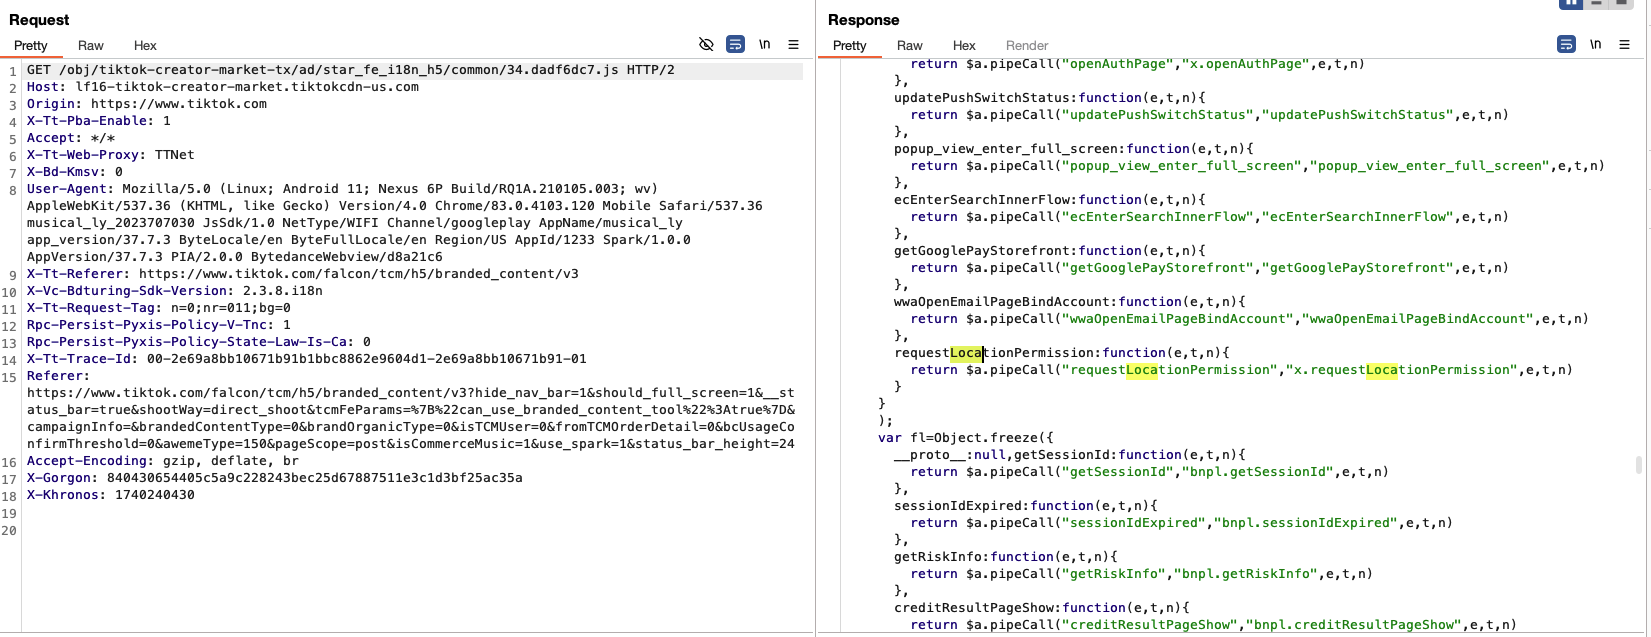 Request
Pretty Raw Hex
\n
1 GET /obj/tiktok-creator-market-tx/ad/star_fe_i18n_h5/common/34.dadf6dc7.js HTTP/2
2 Host: lf16-tiktok-creator-market.tiktokcdn-us.com
3 Origin: https://www.tiktok.com
4 X-Tt-Pba-Enable: 1
5 Accept: */*
6 X-Tt-Web-Proxy: TTNet
7 X-Bd-Kmsv: 0
8 User-Agent: Mozilla/5.0 (Linux; Android 11; Nexus 6P Build/RQ1A.210105.003; wv)
AppleWebKit/537.36 (KHTML, like Gecko) Version/4.0 Chrome/83.0.4103.120 Mobile Safari/537.36
musical_ly_2023707030 JsSdk/1.0 NetType/WIFI Channel/googleplay AppName/musical_ly
app_version/37.7.3 ByteLocale/en ByteFullLocale/en Region/US AppId/1233 Spark/1.0.0
AppVersion/37.7.3 PIA/2.0.0 BytedanceWebview/d8a21c6
9 X-Tt-Referer: https://www.tiktok.com/falcon/tcm/h5/branded_content/v3
10 X-Vc-Bdturing-Sdk-Version: 2.3.8.i18n
11 X-Tt-Request-Tag: n=0;nr=011;bg=0
12 Rpc-Persist-Pyxis-Policy-V-Tnc: 1
13 Rpc-Persist-Pyxis-Policy-State-Law-Is-Ca: 0
14 X-Tt-Trace-Id: 00-2e69a8bb10671b91b1bbc8862e9604d1-2e69a8bb10671b91-01
15 Referer:
https://www.tiktok.com/falcon/tcm/h5/branded_content/v3?hide_nav_bar=1&should_full_screen=1&__st
atus_bar=true&shootWay=direct_shoot&tcmFeParams=%7B%22can_use_branded_content_tool%22%3Atrue%7D&
campaignInfo=&brandedContentType=0&brandOrganicType=0&isTCMUser=0&fromTCMOrderDetail=0&bcUsageCo
nfirmThreshold=0&awemeType=150&pageScope=post&isCommerceMusic=1&use_spark=1&status_bar_height=24
16 Accept-Encoding: gzip, deflate, br
17 X-Gorgon: 840430654405c5a9c228243bec25d67887511e3c1d3bf25ac35a
18 X-Khronos: 1740240430
19
20
Response
Pretty Raw Hex Render
\n
return $a.pipeCall("openAuthPage","x.openAuthPage",e,t,n)
},
updatePushSwitchStatus:function(e,t,n){
return $a.pipeCall("updatePushSwitchStatus","updatePushSwitchStatus",e,t,n)
},
popup_view_enter_full_screen:function(e,t,n){
return $a.pipeCall("popup_view_enter_full_screen","popup_view_enter_full_screen",e,t,n)
},
ecEnterSearchInnerFlow:function(e,t,n){
return $a.pipeCall("ecEnterSearchInnerFlow","ecEnterSearchInnerFlow",e,t,n)
},
getGooglePayStorefront:function(e,t,n){
return $a.pipeCall("getGooglePayStorefront","getGooglePayStorefront",e,t,n)
},
wwaOpenEmailPageBindAccount:function(e,t,n){
return $a.pipeCall("wwaOpenEmailPageBindAccount","wwaOpenEmailPageBindAccount",e,t,n)
},
requestLocationPermission:function(e,t,n){
return $a.pipeCall("requestLocationPermission","x.requestLocationPermission",e,t,n)
}
}
);
var fl=Object.freeze({
__proto__:null,getSessionId:function(e,t,n){
return $a.pipeCall("getSessionId","bnpl.getSessionId",e,t,n)
},
sessionIdExpired:function(e,t,n){
return $a.pipeCall("sessionIdExpired","bnpl.sessionIdExpired",e,t,n)
},
getRiskInfo:function(e,t,n){
return $a.pipeCall("getRiskInfo","bnpl.getRiskInfo",e,t,n)
},
creditResultPageShow:function(e,t,n){
return $a.pipeCall("creditResultPageShow","bnpl.creditResultPageShow",e,t,n)